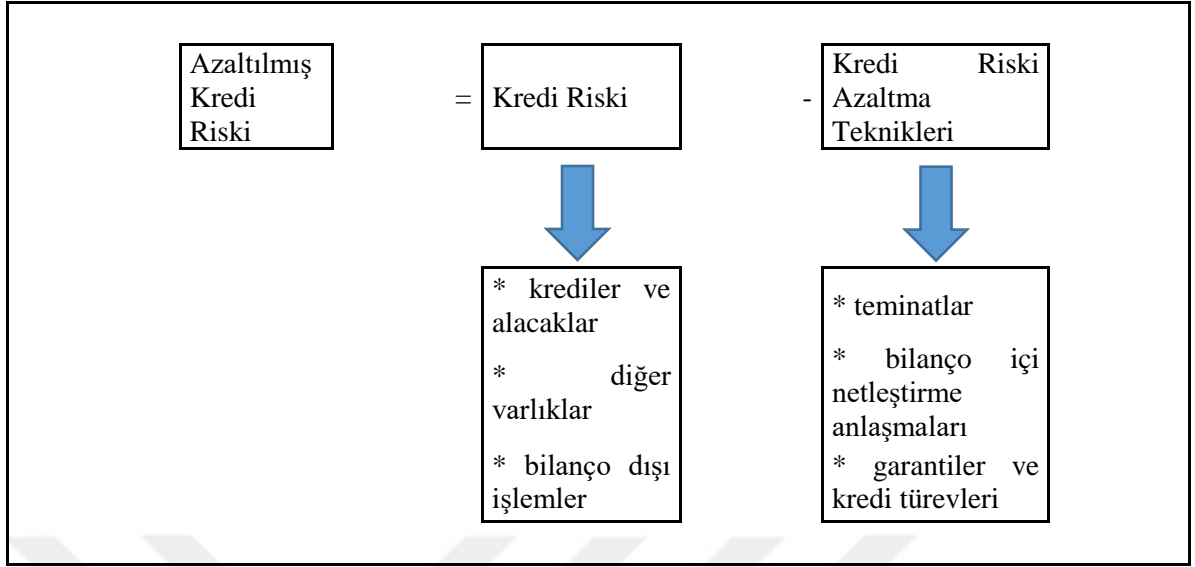 Azaltılmış
Kredi
Riski
=
Kredi Riski
-
Kredi Riski
Azaltma
Teknikleri
* krediler ve
alacaklar
* diğer
varlıklar
* bilanço dışı
işlemler
* teminatlar
* bilanço içi
netleştirme
anlaşmaları
* garantiler ve
kredi türevleri